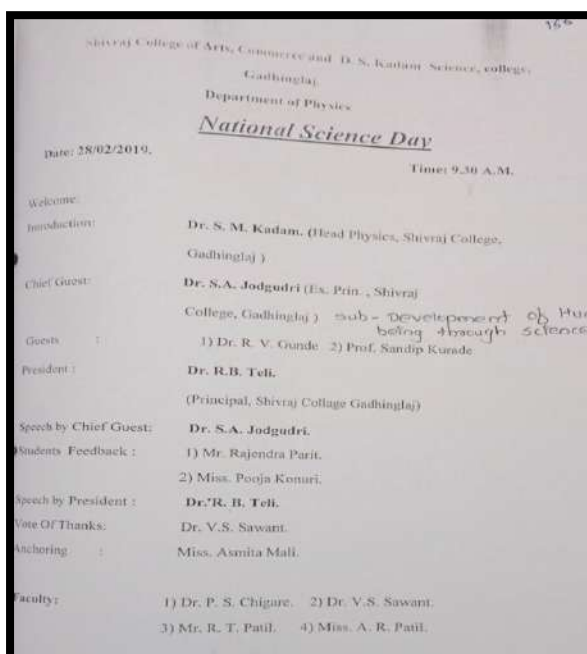 166
Shivraj College of Arts, Commerce and D. S. Kadam Science, college,
Gadhinglaj.
Department of Physics
National Science Day
Date: 28/02/2019.
Time: 9.30 A.M.
Welcome:
Introduction: Dr. S. M. Kadam. (Head Physics, Shivraj College,
Gadhinglaj )
Chief Guest: Dr. S.A. Jodgudri (Ex. Prin. , Shivraj
College, Gadhinglaj ) sub - Development of Hu
being through science
Guests : 1) Dr. R. V. Gunde 2) Prof. Sandip Kurade
President : Dr. R.B. Teli.
(Principal, Shivraj Collage Gadhinglaj)
Speech by Chief Guest: Dr. S.A. Jodgudri.
Students Feedback : 1) Mr. Rajendra Parit.
2) Miss. Pooja Konuri.
Speech by President : Dr. R. B. Teli.
Vote Of Thanks: Dr. V.S. Sawant.
Anchoring : Miss. Asmita Mali.
Faculty: 1) Dr. P. S. Chigare. 2) Dr. V.S. Sawant.
3) Mr. R. T. Patil. 4) Miss. A. R. Patil.